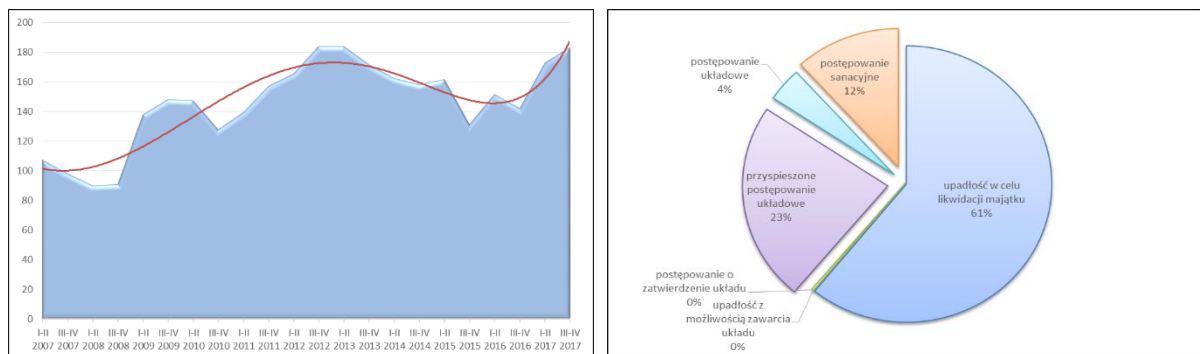 200
180
160
140
120
100
80
60
40
20
0
I-II III-IV I-II III-IV I-II III-IV I-II III-IV I-II III-IV I-II III-IV I-II III-IV I-II III-IV I-II III-IV I-II III-IV I-II III-IV
2007 2007 2008 2008 2009 2009 2010 2010 2011 2011 2012 2012 2013 2013 2014 2014 2015 2015 2016 2016 2017 2017
postępowanie
układowe
4%
postępowanie
sanacyjne
12%
przyspieszone
postępowanie
układowe
23%
upadłość w celu
likwidacji majątku
61%
postępowanie o
zatwierdzenie układu
0%
upadłość z
możliwością zawarcia
układu
0%